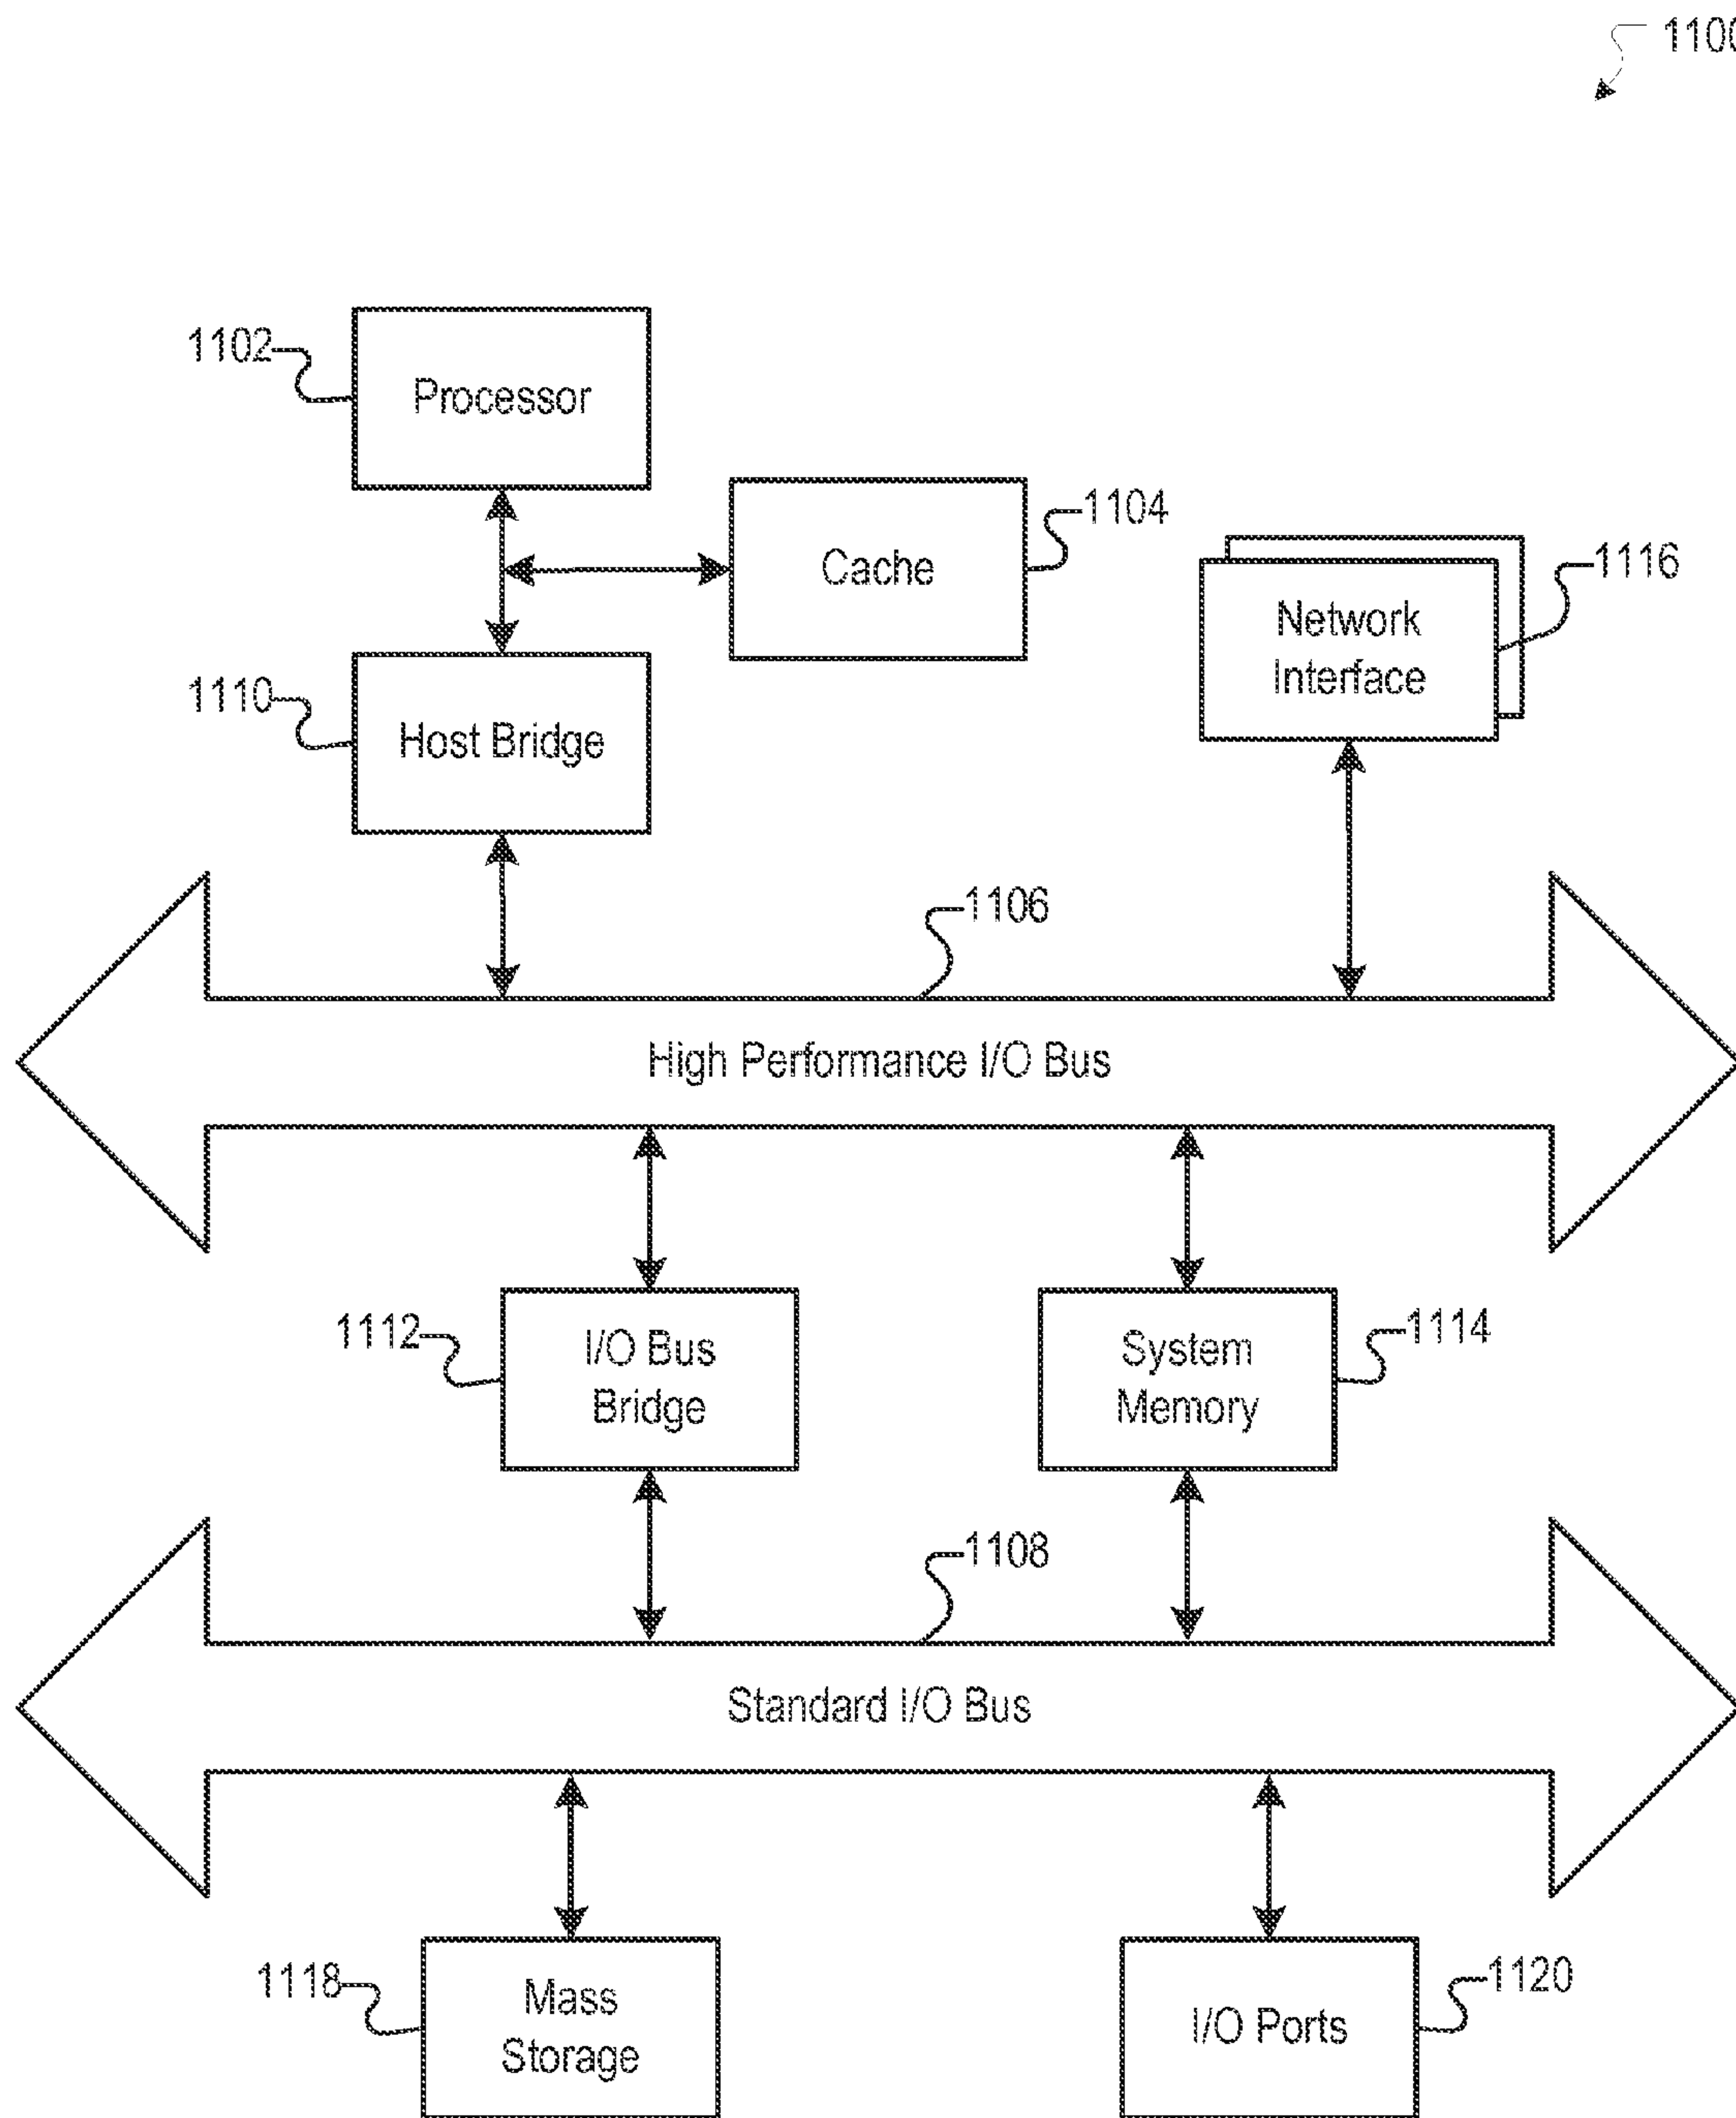 1100
1102
Processor
1104
Cache
1116
Network
Interface
1110
Host Bridge
1106
High Performance I/O Bus
1112
I/O Bus
Bridge
System
Memory
1114
1108
Standard I/O Bus
1118
Mass
Storage
I/O Ports
1120